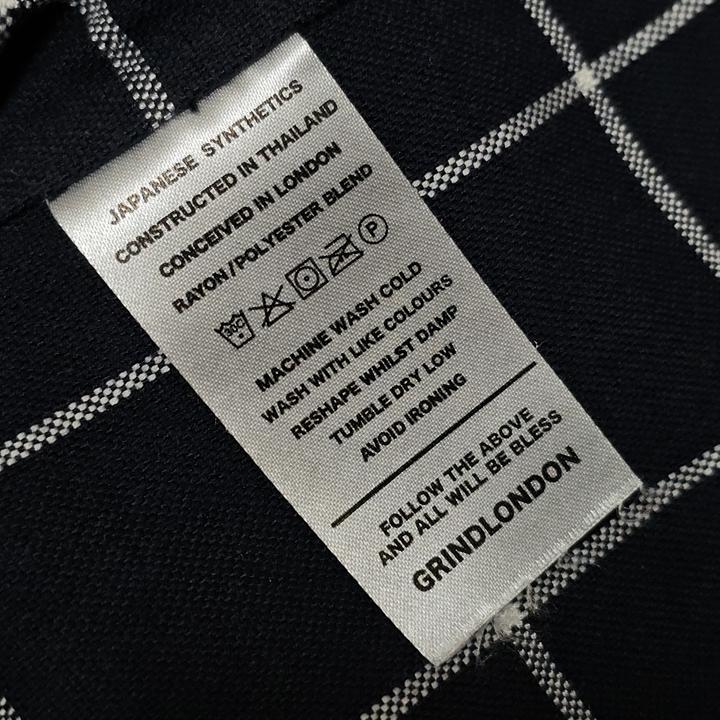 JAPANESE SYNTHETICS
CONSTRUCTED IN THAILAND
CONCEIVED IN LONDON
RAYON/POLYESTER BLEND
30C P
MACHINE WASH COLD
WASH WITH LIKE COLOURS
RESHAPE WHILST DAMP
TUMBLE DRY LOW
AVOID IRONING
FOLLOW THE ABOVE
AND ALL WILL BE BLESS
GRINDLONDON